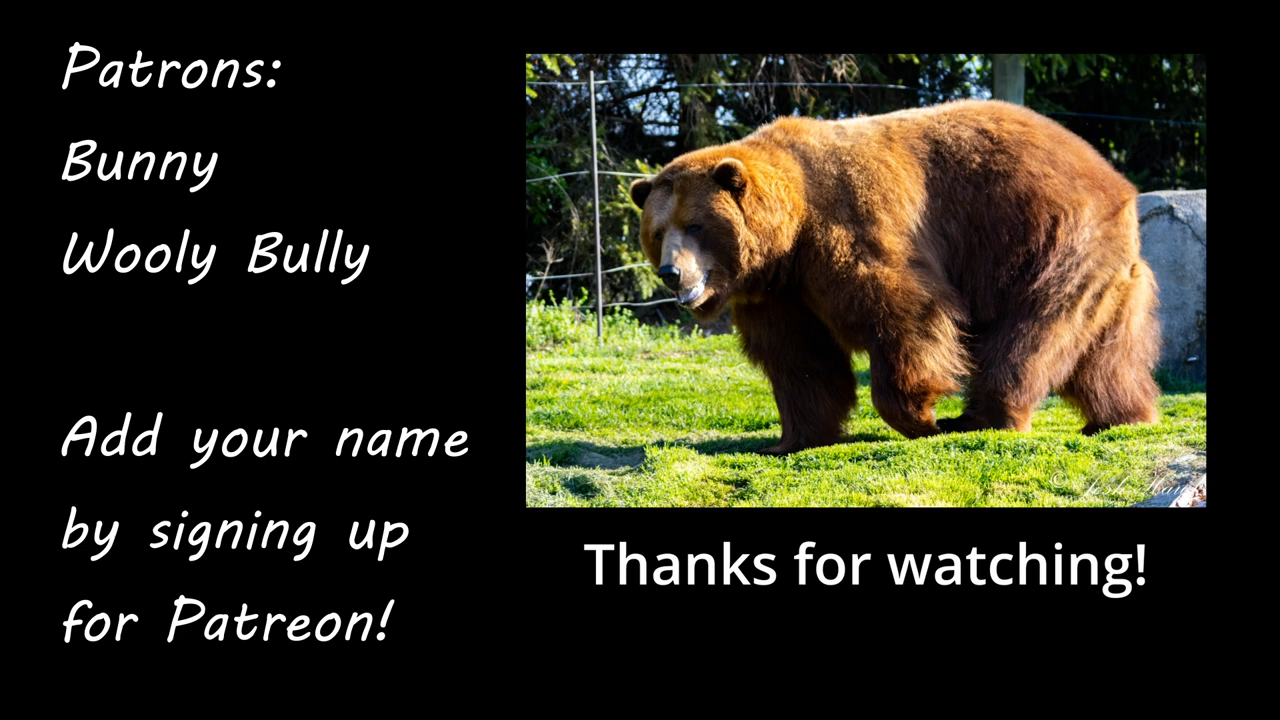 Patrons:
Bunny
Wooly Bully
Add your name
by signing up
for Patreon!
Thanks for watching!